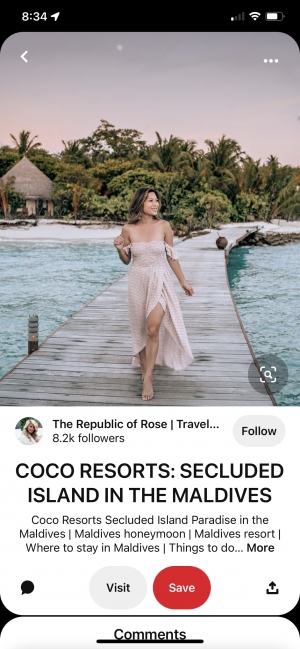 8:34
The Republic of Rose | Travel...
8.2k followers
Follow
COCO RESORTS: SECLUDED
ISLAND IN THE MALDIVES
Coco Resorts Secluded Island Paradise in the
Maldives | Maldives honeymoon | Maldives resort |
Where to stay in Maldives | Things to do... More
Visit
Save
Comments